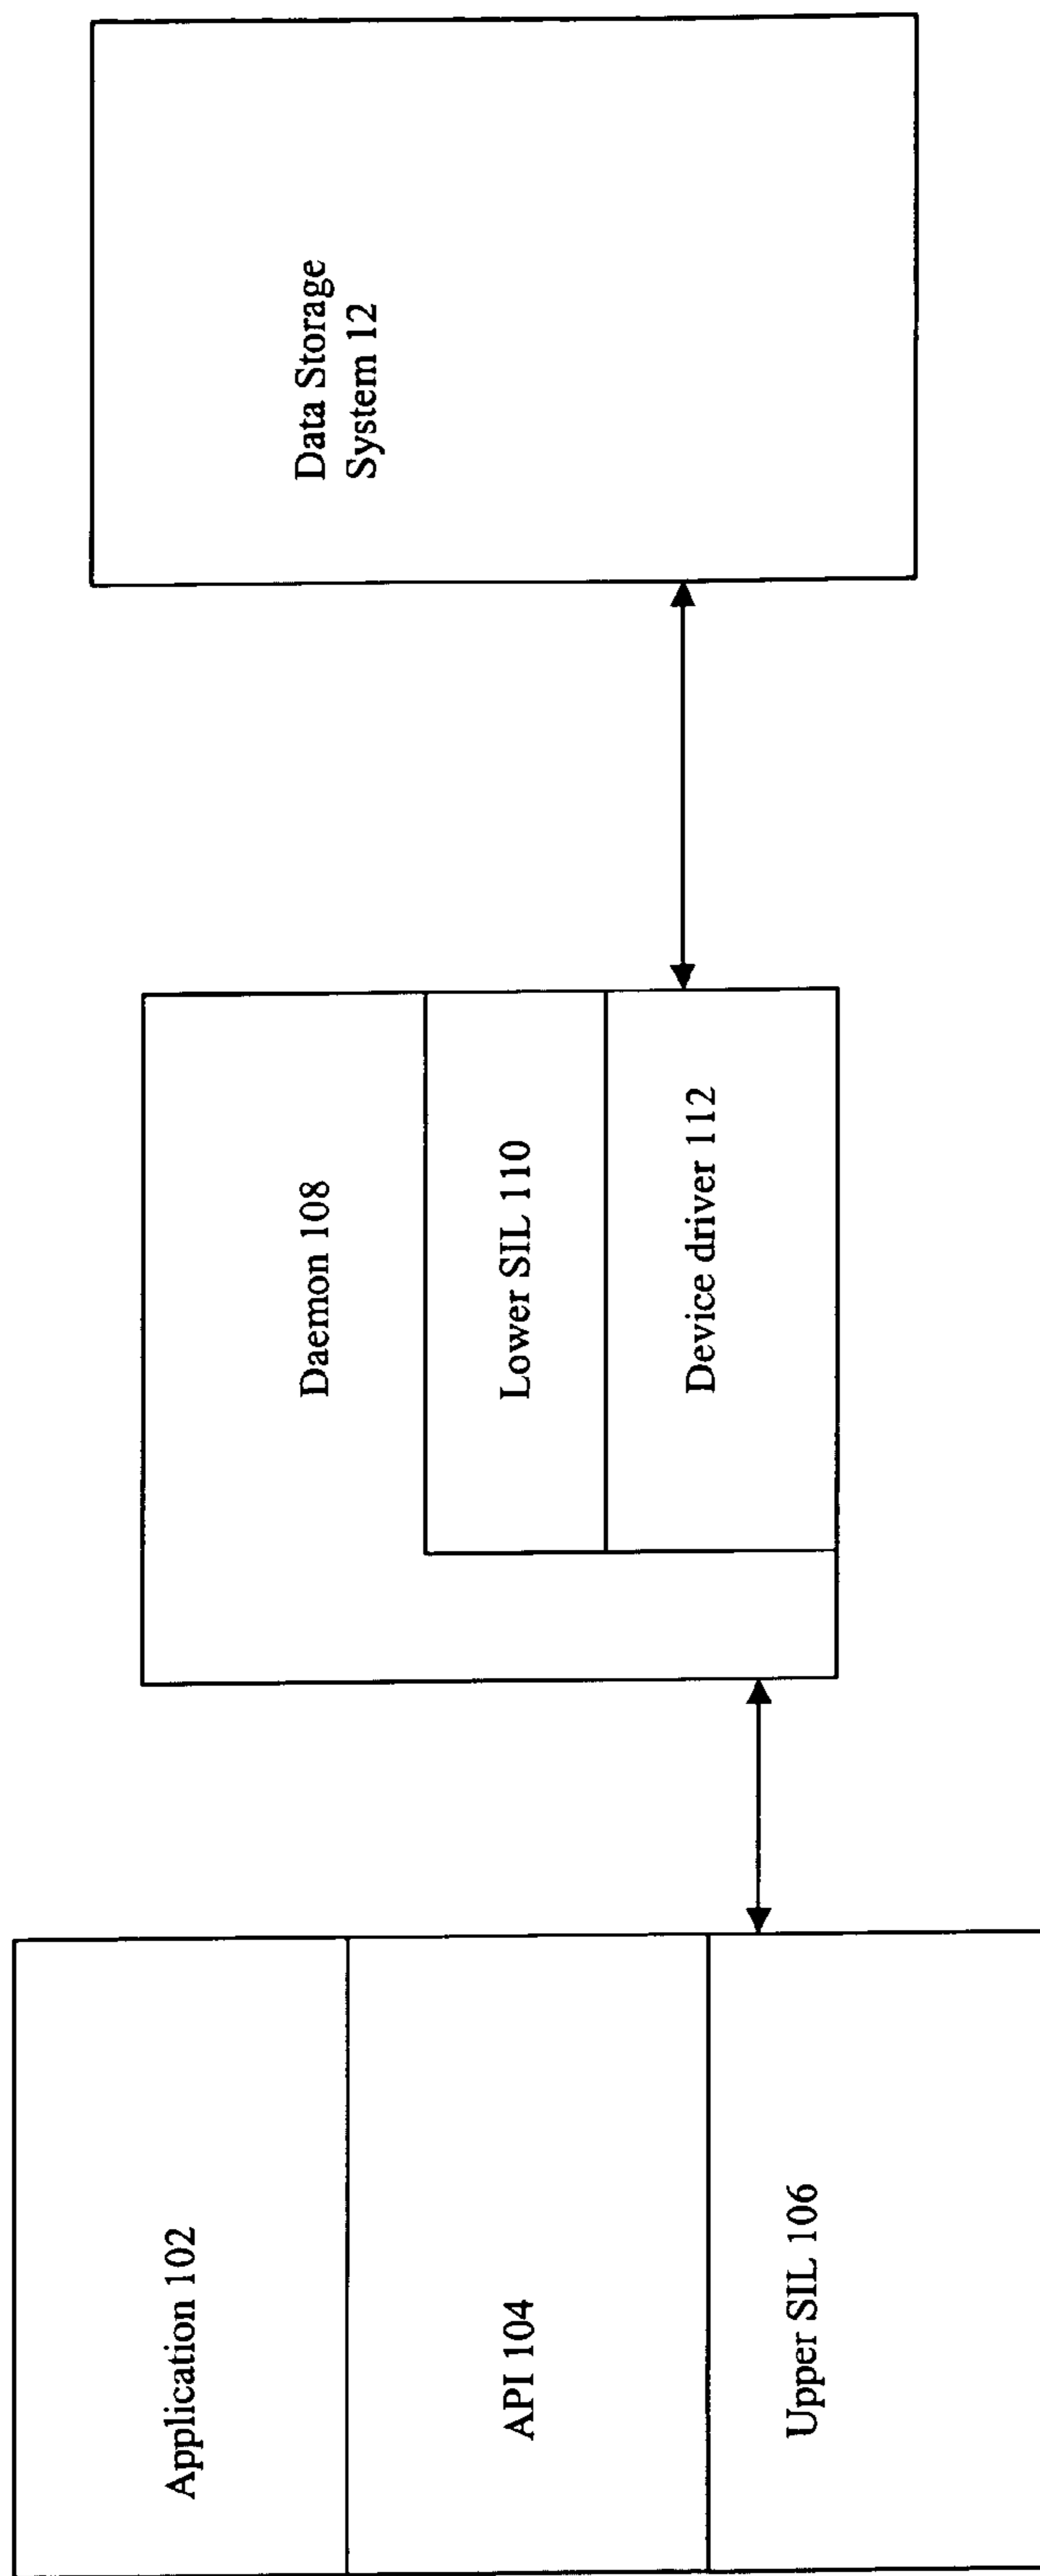 Application 102
API 104
Upper SIL 106
Daemon 108
Lower SIL 110
Device driver 112
Data Storage
System 12